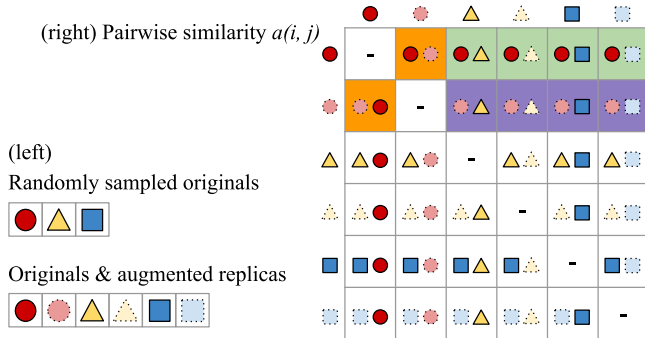 (right) Pairwise similarity a(i, j)
(left)
Randomly sampled originals
Originals & augmented replicas
-
-
-
-
-
-